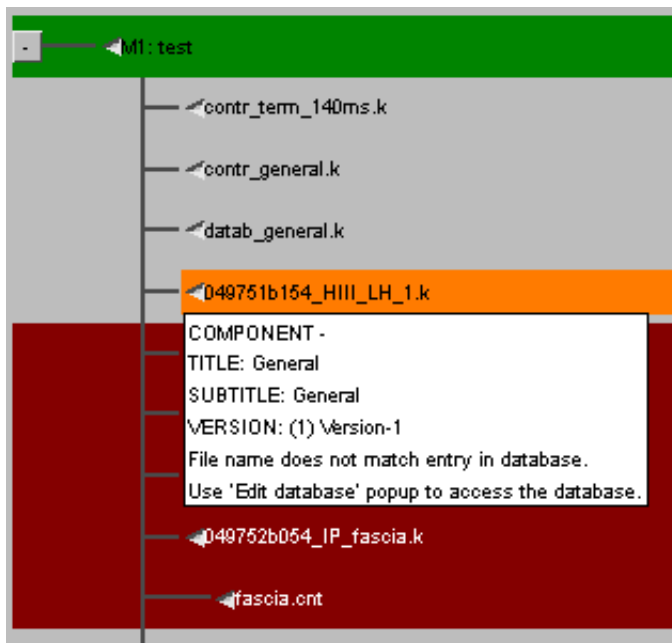 -
M1: test
contr_term_140ms.k
contr_general.k
datab_general.k
049751b154_HIII_LH_1.k
COMPONENT -
TITLE: General
SUBTITLE: General
VERSION: (1) Version-1
File name does not match entry in database.
Use 'Edit database' popup to access the database.
049752b054_IP_fascia.k
fascia.cnt